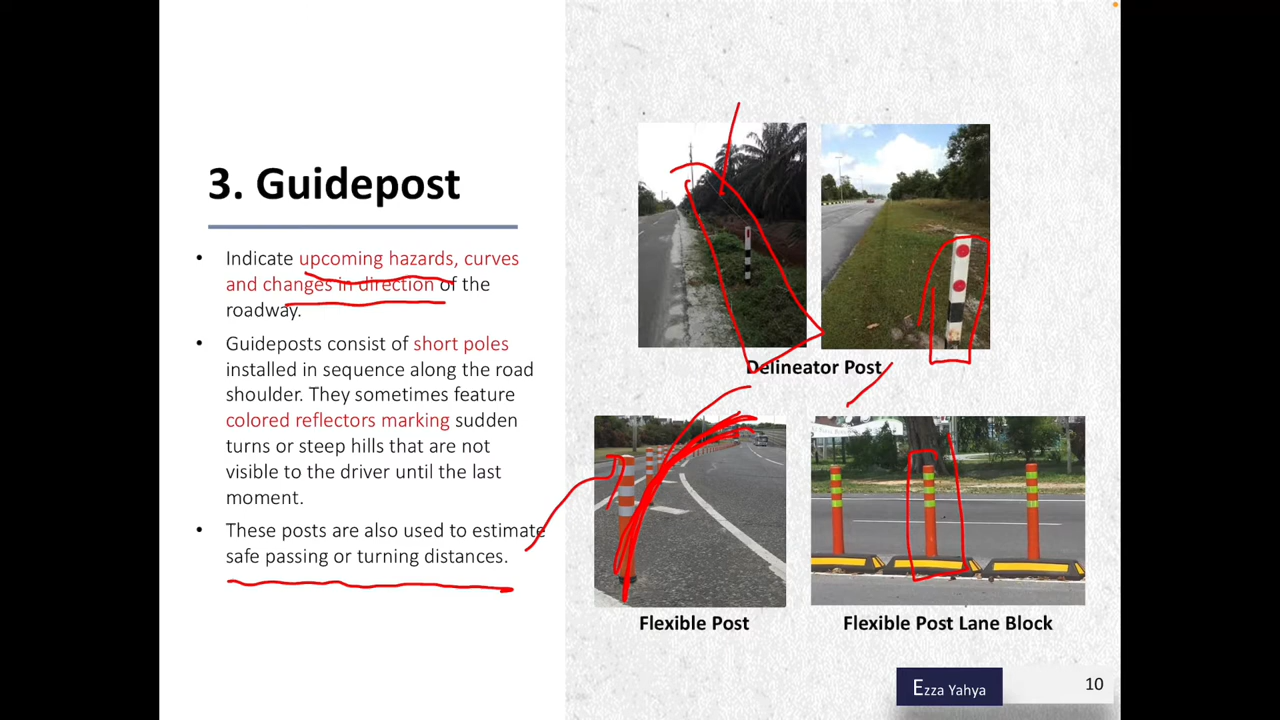 3. Guidepost
• Indicate upcoming hazards, curves
and changes in direction of the
roadway.
• Guideposts consist of short poles
installed in sequence along the road
shoulder. They sometimes feature
colored reflectors marking sudden
turns or steep hills that are not
visible to the driver until the last
moment.
• These posts are also used to estimate
safe passing or turning distances.
Delineator Post
Flexible Post
Flexible Post Lane Block
Ezza Yahya
10